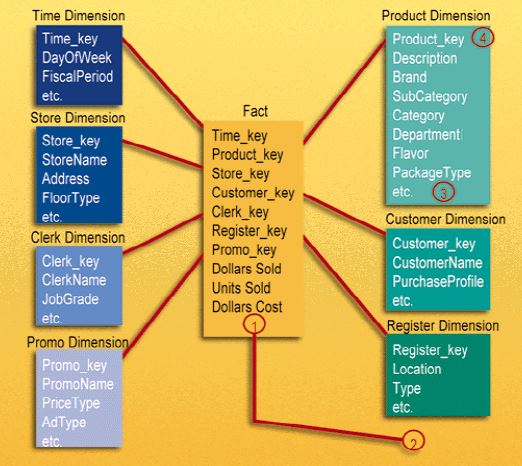 Time Dimension
Time_key
DayOfWeek
FiscalPeriod
etc.
Store Dimension
Store_key
StoreName
Address
FloorType
etc.
Clerk Dimension
Clerk_key
ClerkName
JobGrade
etc.
Promo Dimension
Promo_key
PromoName
PriceType
AdType
etc.
Fact
Time_key
Product_key
Store_key
Customer_key
Clerk_key
Register_key
Promo_key
Dollars Sold
Units Sold
Dollars Cost
1
2
Product Dimension
Product_key 4
Description
Brand
SubCategory
Category
Department
Flavor
PackageType
etc. 3
Customer Dimension
Customer_key
CustomerName
PurchaseProfile
etc.
Register Dimension
Register_key
Location
Type
etc.